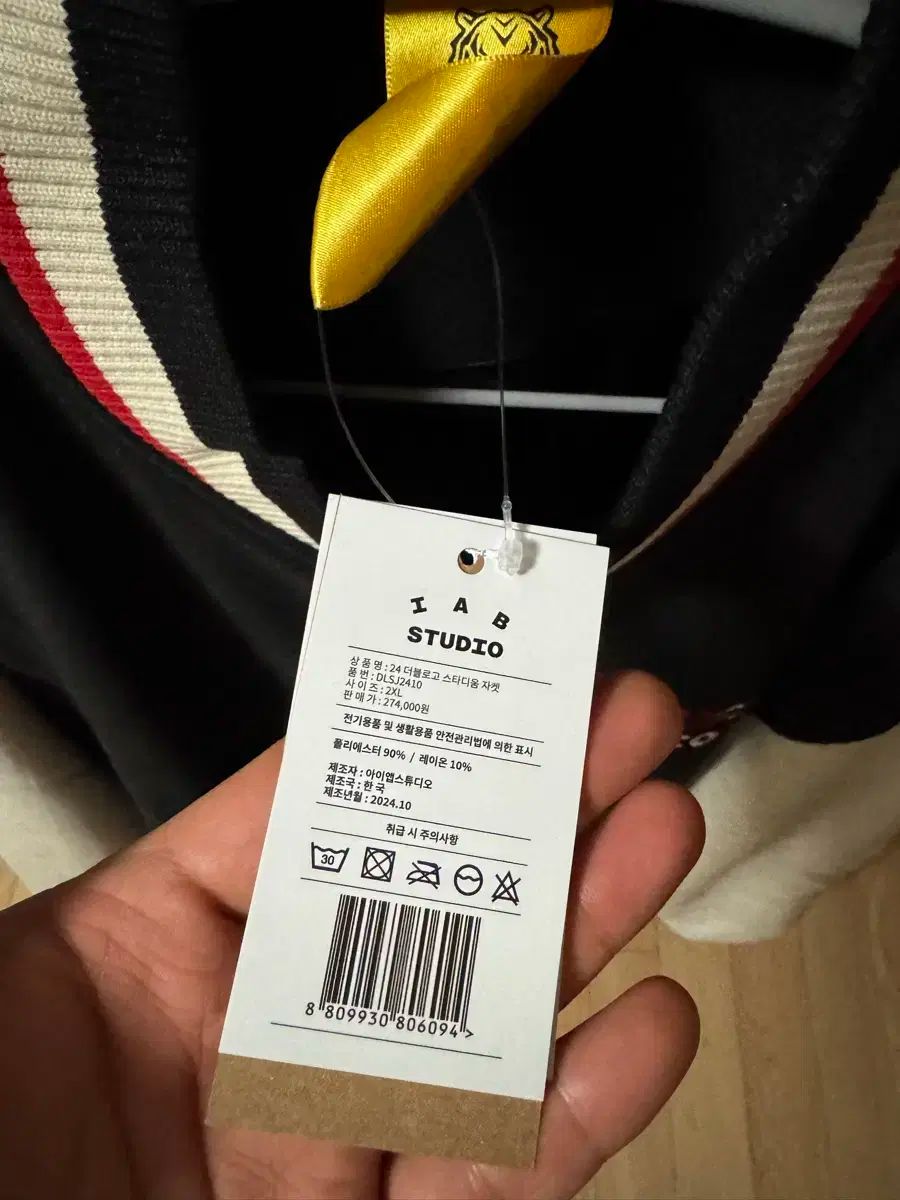 IAB
STUDIO
상 품 명 : 24 더블로고 스타디움 자켓
품 번 : DLSJ2410
사 이 즈 : 2XL
판 매 가 : 274,000원
전기용품 및 생활용품 안전관리법에 의한 표시
폴리에스터 90% / 레이온 10%
제조자 : 아이앱스튜디오
제조국 : 한 국
제조년월 : 2024.10
취급 시 주의사항
30
8 809930 806094 >